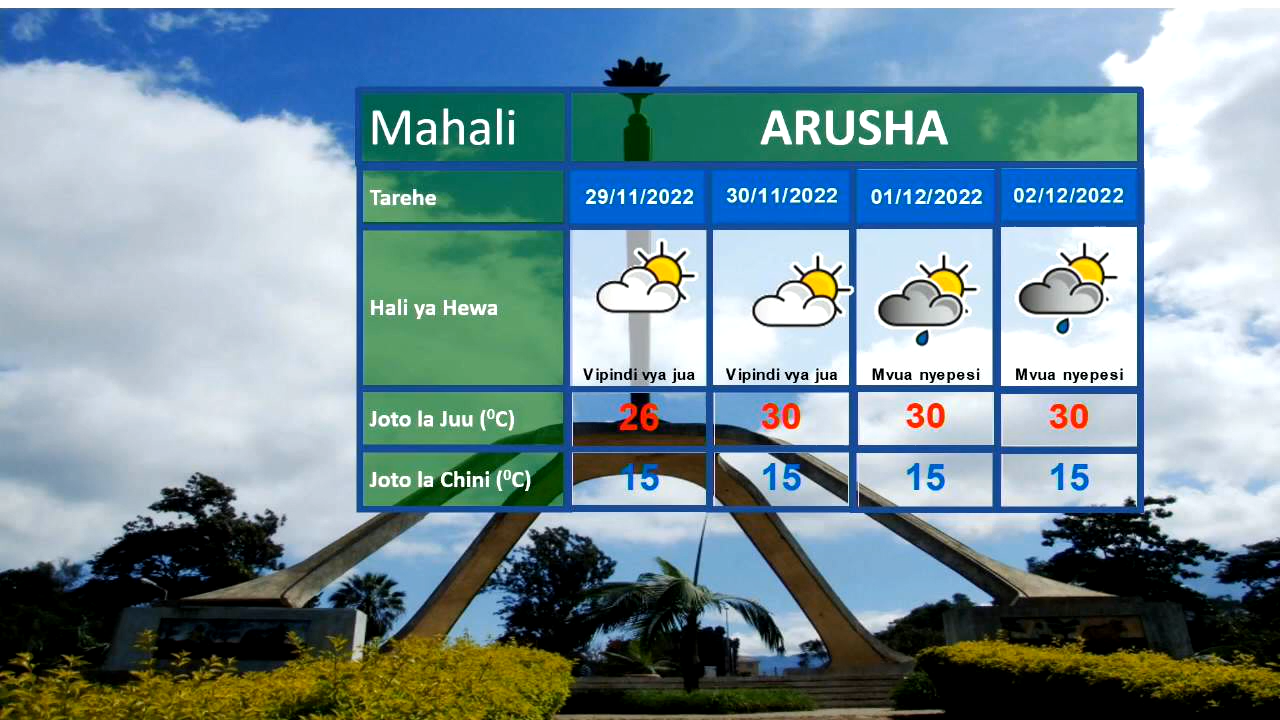 Mahali ARUSHA
Tarehe 29/11/2022 30/11/2022 01/12/2022 02/12/2022
Hali ya Hewa Vipindi vya jua Vipindi vya jua Mvua nyepesi Mvua nyepesi
Joto la Juu (⁰C) 26 30 30 30
Joto la Chini (⁰C) 15 15 15 15